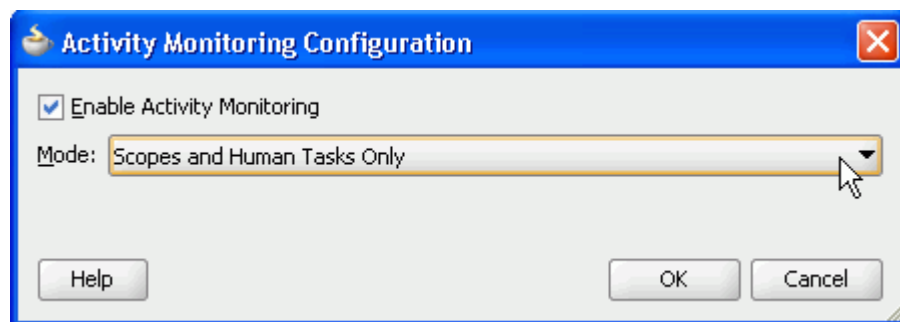 Activity Monitoring Configuration
Enable Activity Monitoring
Mode: Scopes and Human Tasks Only
Help OK Cancel